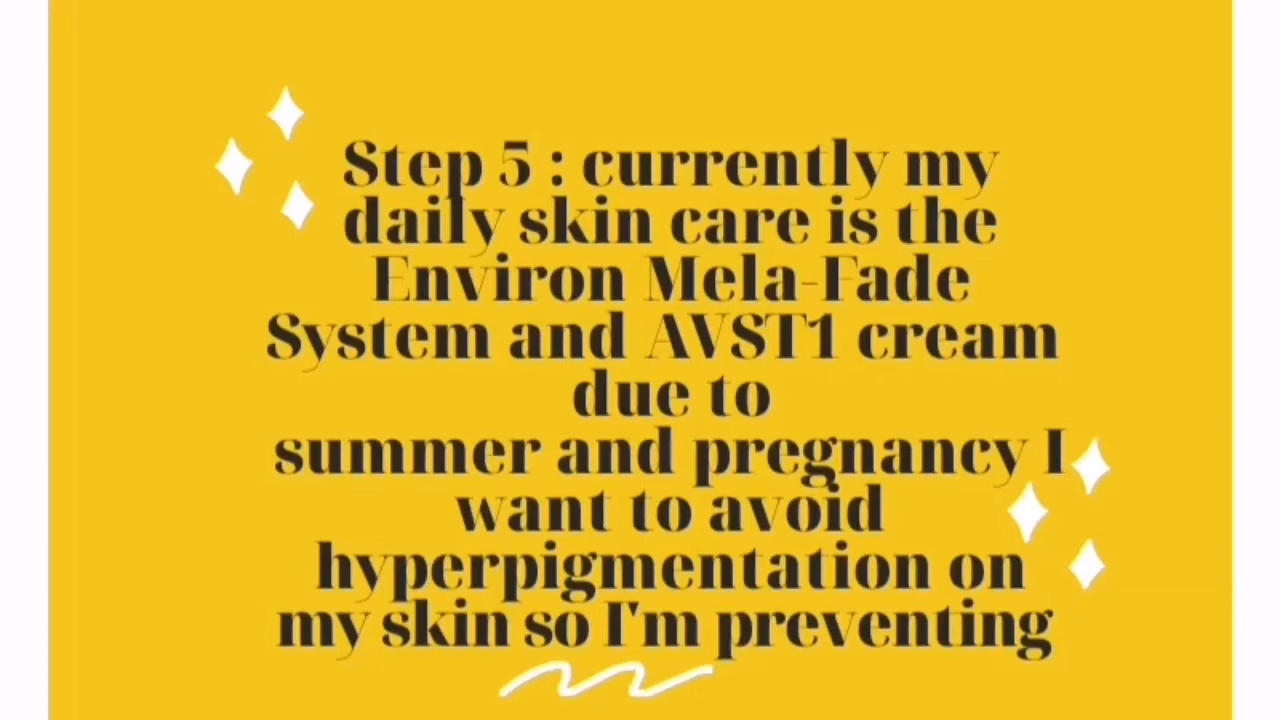 Step 5 : currently my
daily skin care is the
Environ Mela-Fade
System and AVST1 cream
due to
summer and pregnancy I
want to avoid
hyperpigmentation on
my skin so I'm preventing